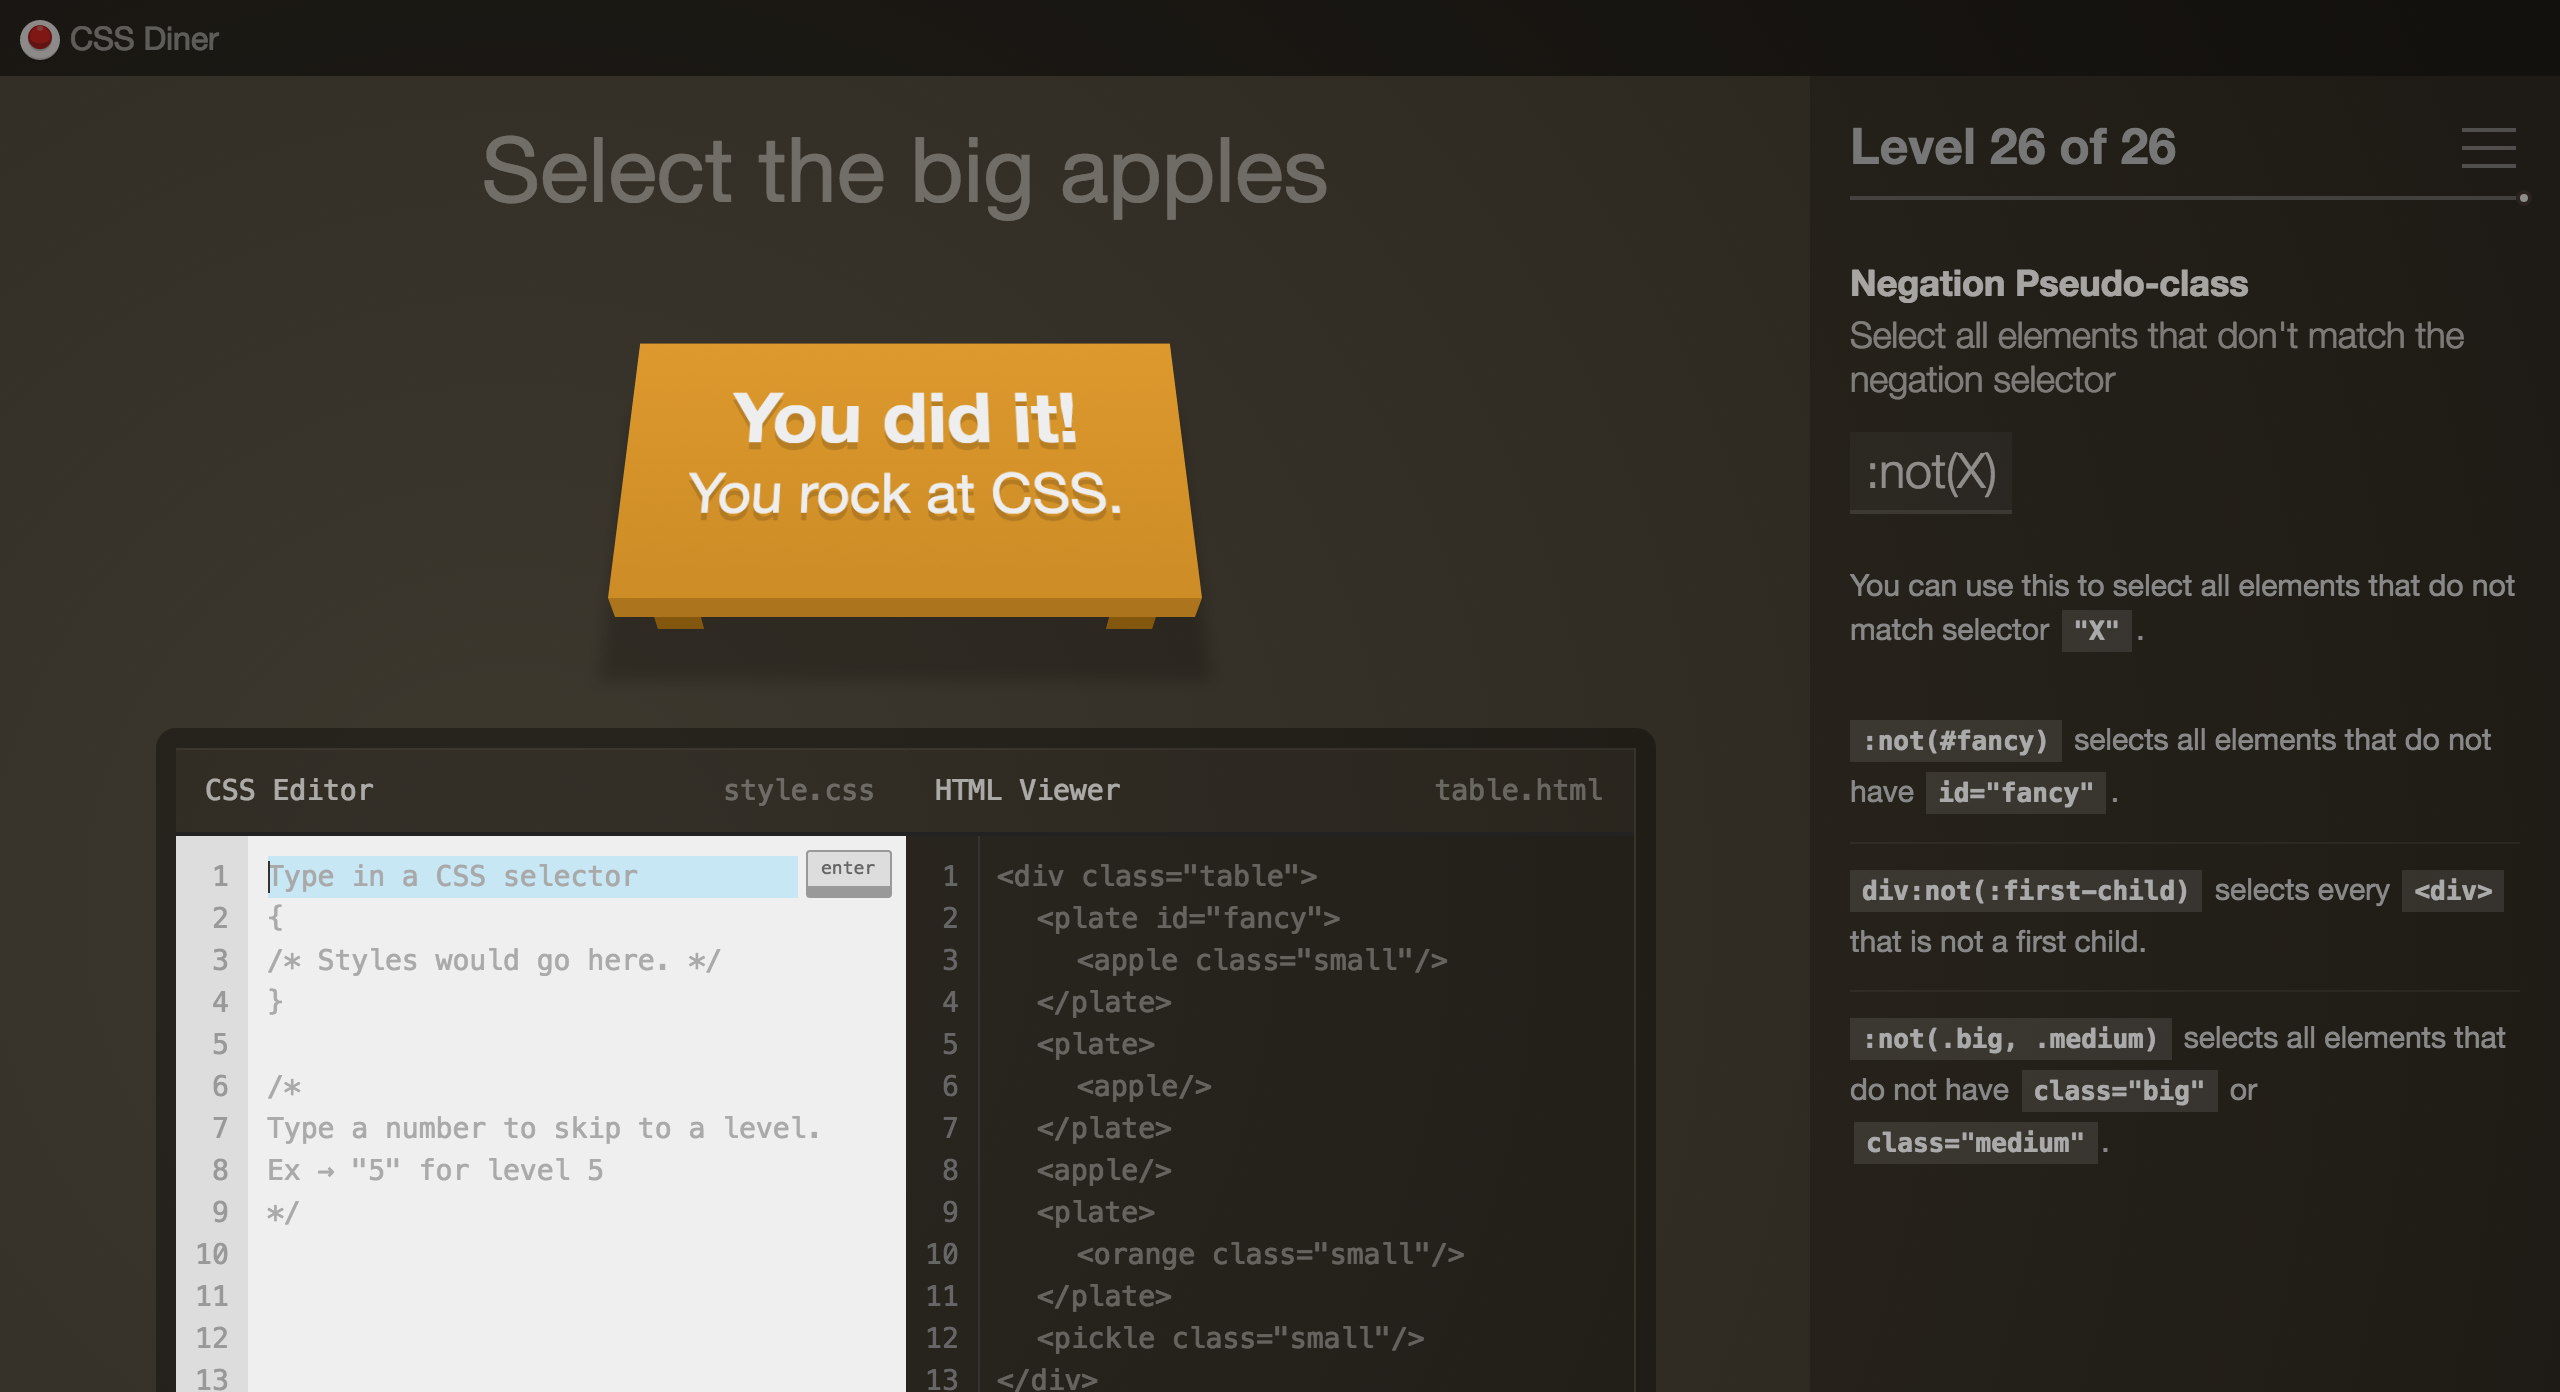 CSS Diner
Select the big apples
You did it!
You rock at CSS.
CSS Editor style.css
1 Type in a CSS selector enter
2 {
3 /* Styles would go here. */
4 }
5
6 /*
7 Type a number to skip to a level.
8 Ex → "5" for level 5
9 */
10
11
12
13
HTML Viewer table.html
1 <div class="table">
2 <plate id="fancy">
3 <apple class="small"/>
4 </plate>
5 <plate>
6 <apple/>
7 </plate>
8 <apple/>
9 <plate>
10 <orange class="small"/>
11 </plate>
12 <pickle class="small"/>
13 </div>
Level 26 of 26
Negation Pseudo-class
Select all elements that don't match the
negation selector
:not(X)
You can use this to select all elements that do not
match selector "X" .
:not(#fancy) selects all elements that do not
have id="fancy" .
div:not(:first-child) selects every <div>
that is not a first child.
:not(.big, .medium) selects all elements that
do not have class="big" or
class="medium" .